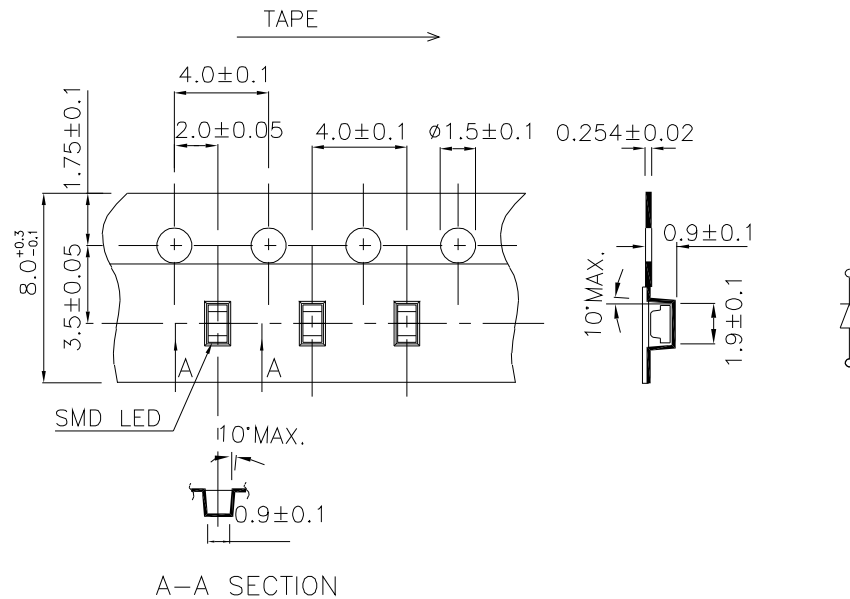 TAPE
4.0±0.1
2.0±0.05
4.0±0.1
ø1.5±0.1
0.254±0.02
1.75±0.1
8.0+0.3-0.1
3.5±0.05
0.9±0.1
10°MAX.
1.9±0.1
A
A
SMD LED
10°MAX.
0.9±0.1
A-A SECTION